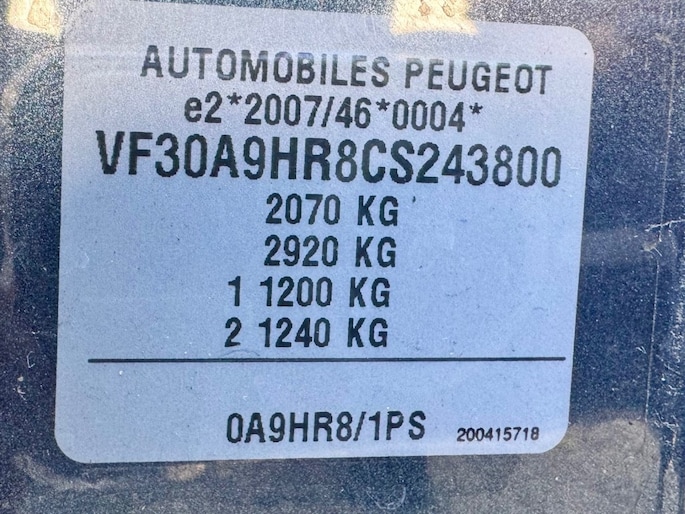 AUTOMOBILES PEUGEOT
e2*2007/46*0004*
VF30A9HR8CS243800
2070 KG
2920 KG
1 1200 KG
2 1240 KG
0A9HR8/1PS 200415718